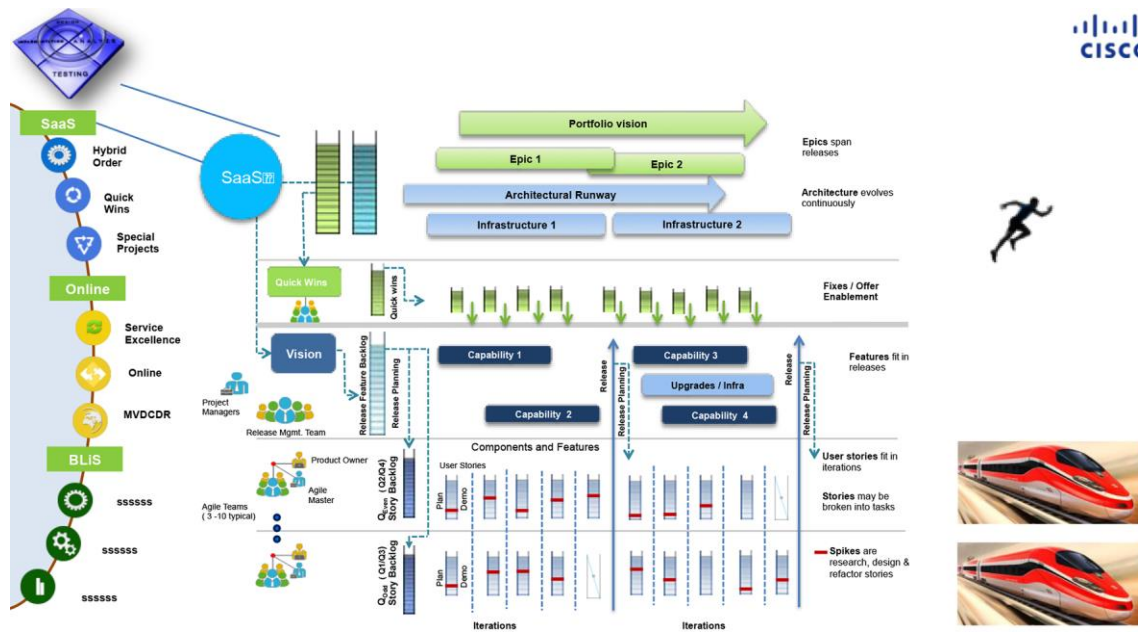 DESIGN
ANALYSIS
TESTING
CISCO
SaaS
Hybrid
Order
Quick
Wins
Special
Projects
Online
Service
Excellence
Online
MVDCDR
BLiS
ssssss
ssssss
ssssss
SaaS
Portfolio vision
Epic 1
Epic 2
Architectural Runway
Infrastructure 1
Infrastructure 2
Epics span
releases
Architecture evolves
continuously
Quick Wins
Quick wins
Fixes / Offer
Enablement
Vision
Project
Managers
Release Mgmt. Team
Release Feature Backlog
Release Planning
Capability 1
Capability 2
Release
Release Planning
Capability 3
Upgrades / Infra
Capability 4
Release
Release Planning
Features fit in
releases
Components and Features
Product Owner
Agile
Master
Agile Teams
( 3 -10 typical)
QEven (Q2/Q4)
Story Backlog
User Stories
Plan
Demo
User stories fit in
iterations
Stories may be
broken into tasks
QOdd (Q1/Q3)
Story Backlog
Plan
Demo
Spikes are
research, design &
refactor stories
Iterations
Iterations